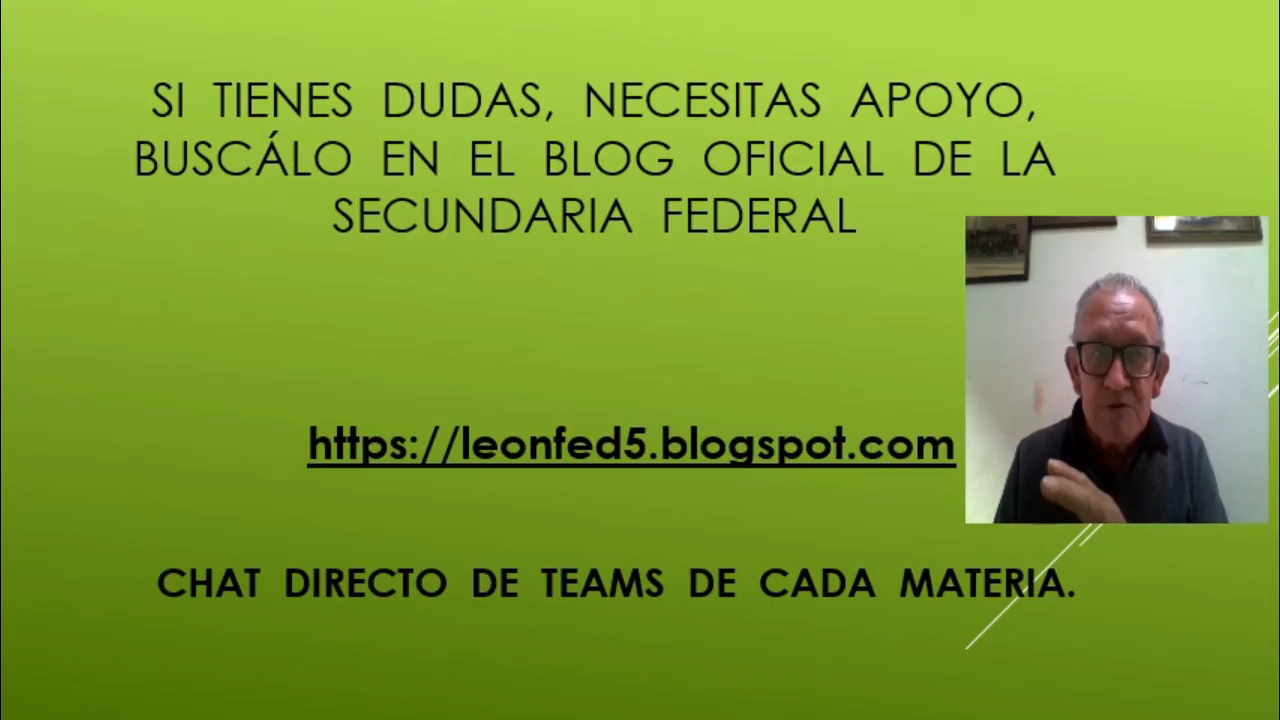 SI TIENES DUDAS, NECESITAS APOYO,
BUSCÁLO EN EL BLOG OFICIAL DE LA
SECUNDARIA FEDERAL
https://leonfed5.blogspot.com
CHAT DIRECTO DE TEAMS DE CADA MATERIA.